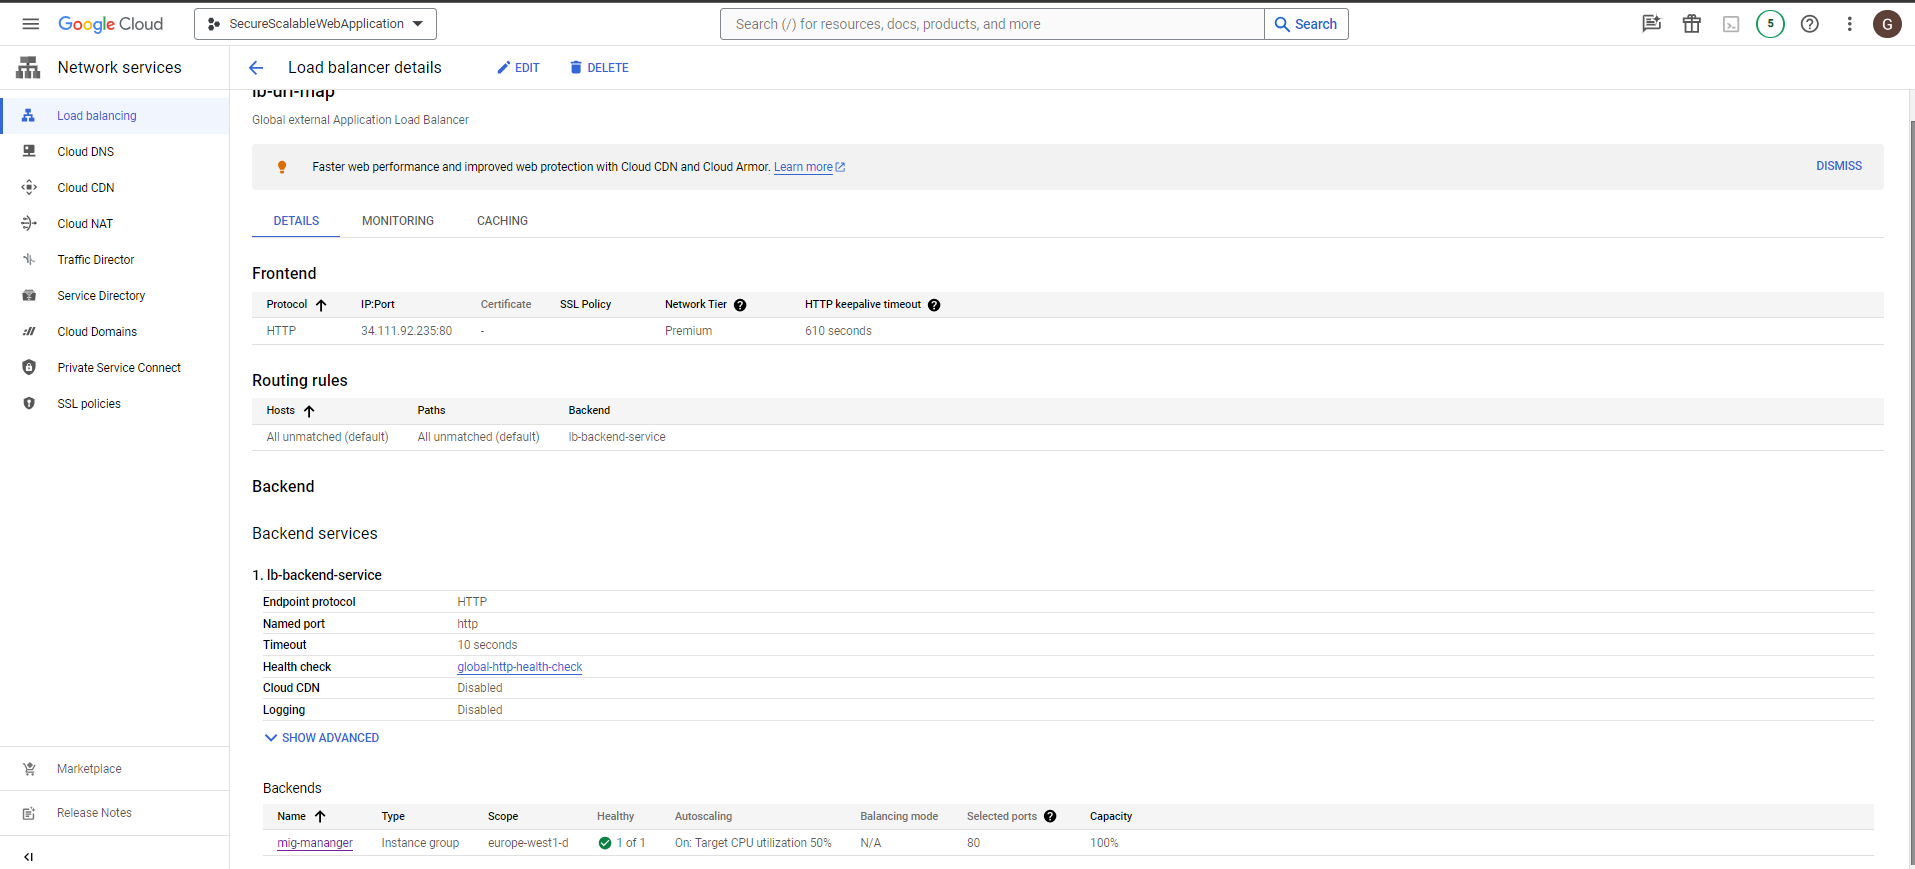 Google Cloud
SecureScalableWebApplication
Search (/) for resources, docs, products, and more
Search
5
G
Network services
Load balancer details
EDIT
DELETE
Load balancing
Cloud DNS
Cloud CDN
Cloud NAT
Traffic Director
Service Directory
Cloud Domains
Private Service Connect
SSL policies
Marketplace
Release Notes
lb-url-map
Global external Application Load Balancer
Faster web performance and improved web protection with Cloud CDN and Cloud Armor. Learn more
DISMISS
DETAILS MONITORING CACHING
Frontend
Protocol IP:Port Certificate SSL Policy Network Tier HTTP keepalive timeout
HTTP 34.111.92.235:80 - Premium 610 seconds
Routing rules
Hosts Paths Backend
All unmatched (default) All unmatched (default) lb-backend-service
Backend
Backend services
1. lb-backend-service
Endpoint protocol HTTP
Named port http
Timeout 10 seconds
Health check global-http-health-check
Cloud CDN Disabled
Logging Disabled
SHOW ADVANCED
Backends
Name Type Scope Healthy Autoscaling Balancing mode Selected ports Capacity
mig-mananger Instance group europe-west1-d 1 of 1 On: Target CPU utilization 50% N/A 80 100%